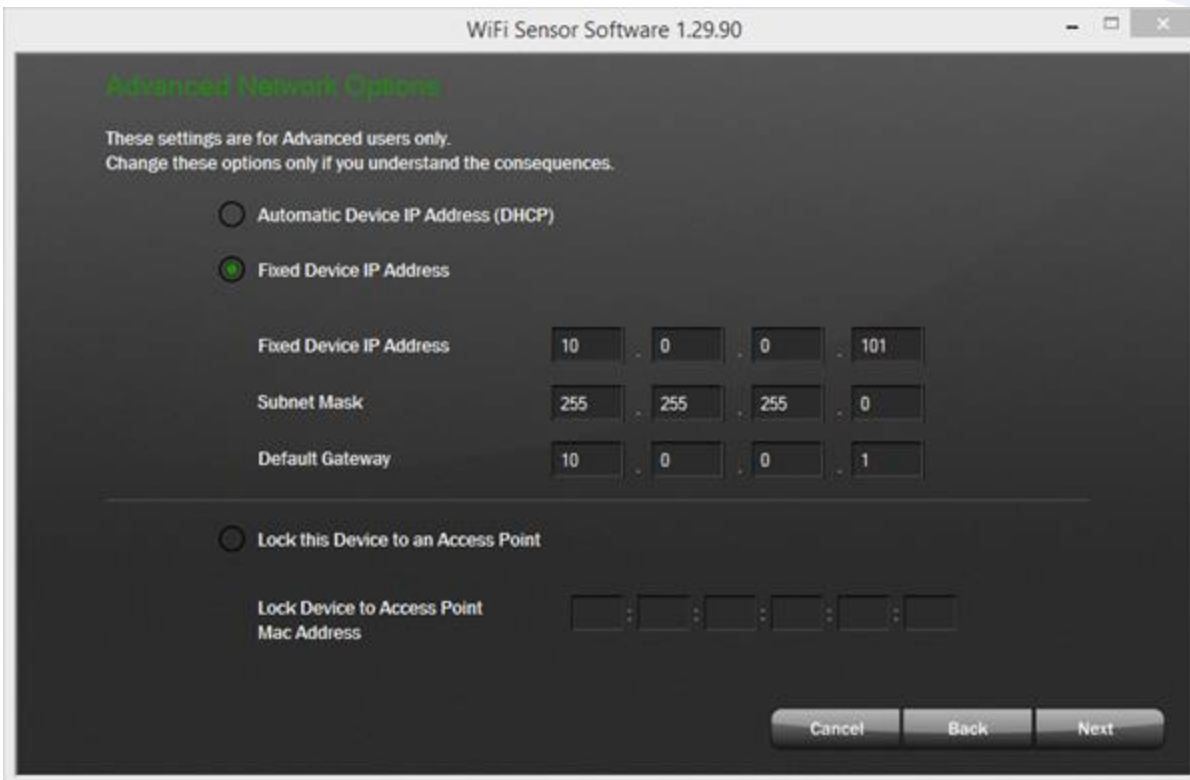 WiFi Sensor Software 1.29.90
Advanced Network Options
These settings are for Advanced users only.
Change these options only if you understand the consequences.
Automatic Device IP Address (DHCP)
Fixed Device IP Address
Fixed Device IP Address 10 . 0 . 0 . 101
Subnet Mask 255 . 255 . 255 . 0
Default Gateway 10 . 0 . 0 . 1
Lock this Device to an Access Point
Lock Device to Access Point : : : : :
Mac Address
Cancel Back Next